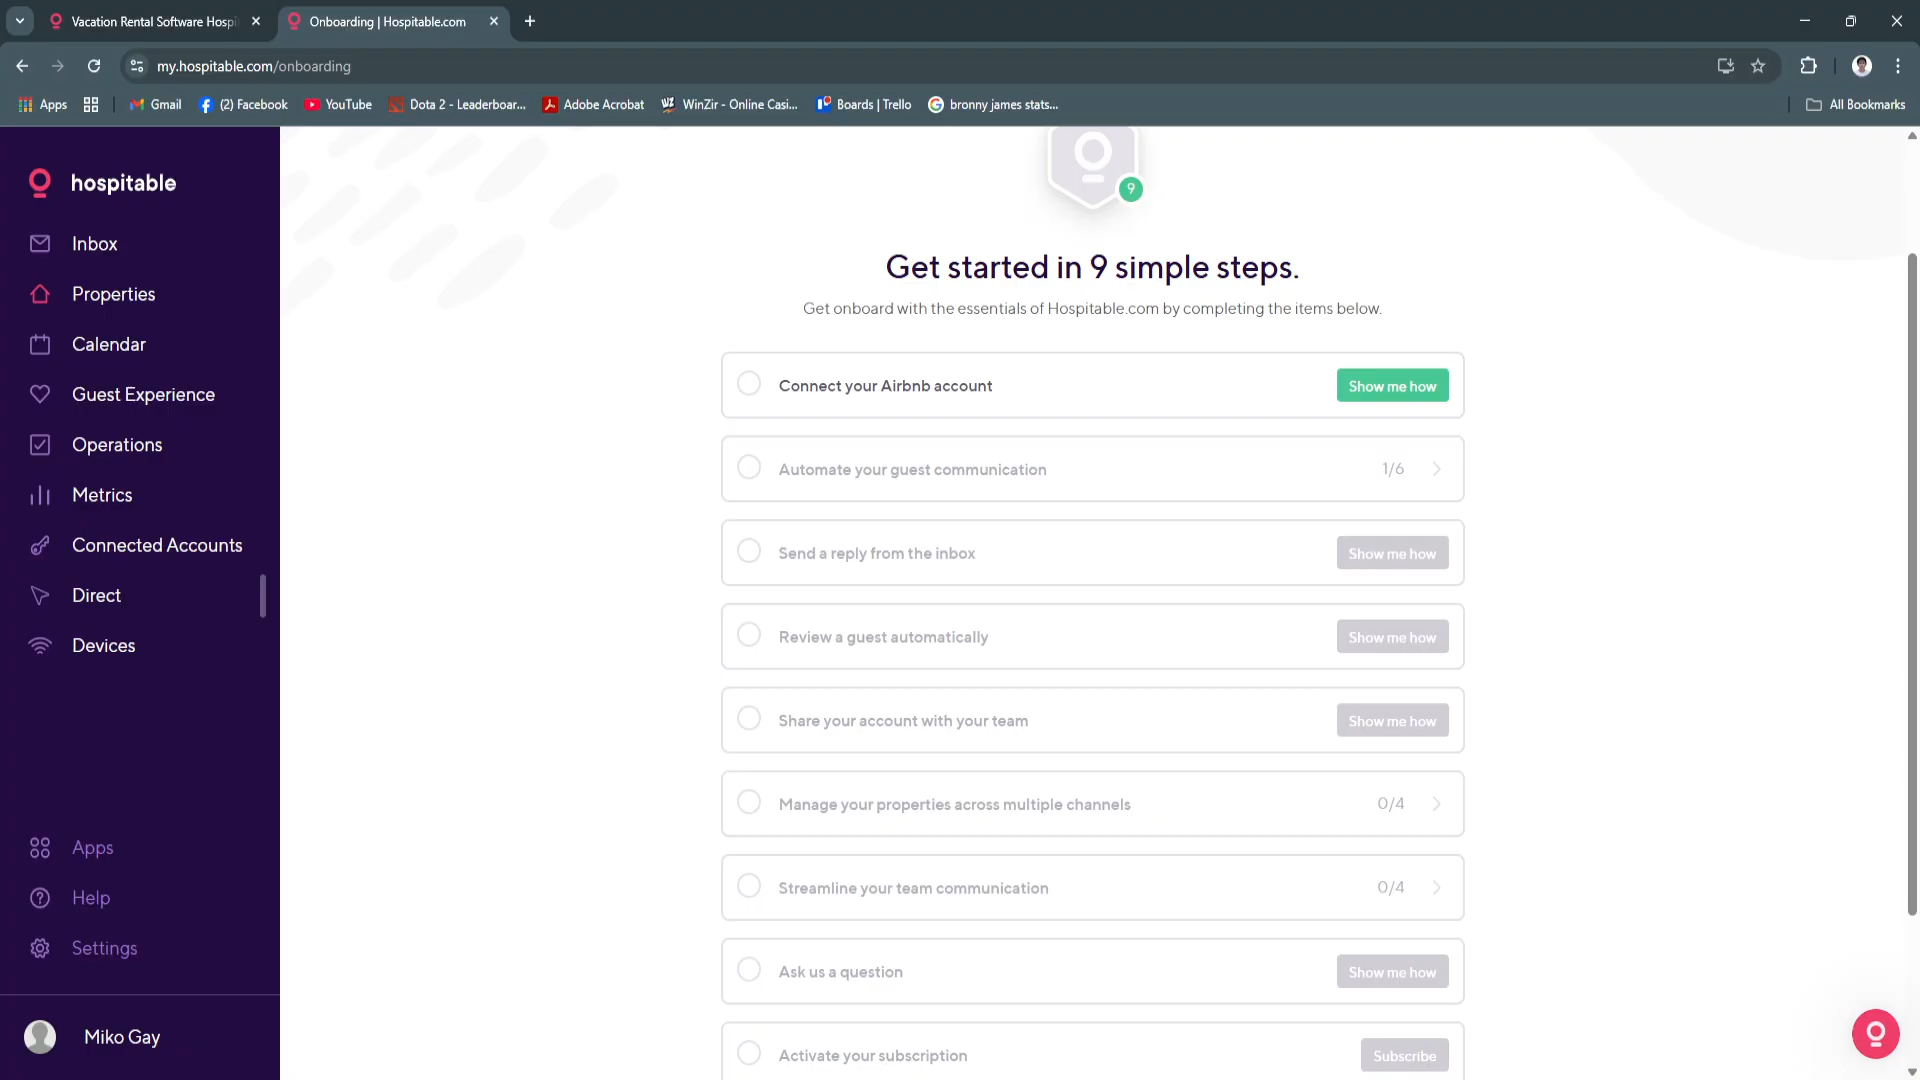 Vacation Rental Software Hospi
Onboarding | Hospitable.com
my.hospitable.com/onboarding
Apps
Gmail
(2) Facebook
YouTube
Dota 2 - Leaderboar...
Adobe Acrobat
WinZir - Online Casi...
Boards | Trello
bronny james stats...
All Bookmarks
hospitable
Inbox
Properties
Calendar
Guest Experience
Operations
Metrics
Connected Accounts
Direct
Devices
Apps
Help
Settings
Miko Gay
9
Get started in 9 simple steps.
Get onboard with the essentials of Hospitable.com by completing the items below.
Connect your Airbnb account
Show me how
Automate your guest communication
1/6
Send a reply from the inbox
Show me how
Review a guest automatically
Show me how
Share your account with your team
Show me how
Manage your properties across multiple channels
0/4
Streamline your team communication
0/4
Ask us a question
Show me how
Activate your subscription
Subscribe